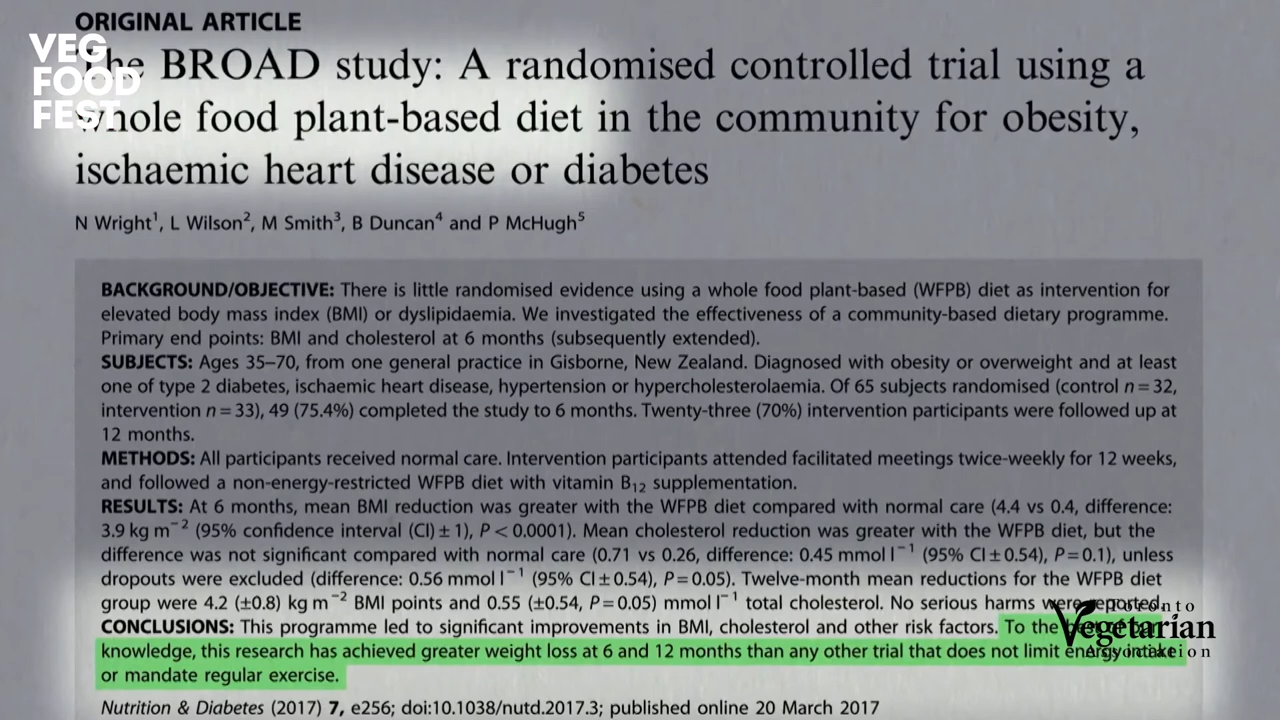 ORIGINAL ARTICLE
VEG
FOOD
FEST
The BROAD study: A randomised controlled trial using a
whole food plant-based diet in the community for obesity,
ischaemic heart disease or diabetes
N Wright¹, L Wilson², M Smith³, B Duncan⁴ and P McHugh⁵
BACKGROUND/OBJECTIVE: There is little randomised evidence using a whole food plant-based (WFPB) diet as intervention for
elevated body mass index (BMI) or dyslipidaemia. We investigated the effectiveness of a community-based dietary programme.
Primary end points: BMI and cholesterol at 6 months (subsequently extended).
SUBJECTS: Ages 35–70, from one general practice in Gisborne, New Zealand. Diagnosed with obesity or overweight and at least
one of type 2 diabetes, ischaemic heart disease, hypertension or hypercholesterolaemia. Of 65 subjects randomised (control n = 32,
intervention n = 33), 49 (75.4%) completed the study to 6 months. Twenty-three (70%) intervention participants were followed up at
12 months.
METHODS: All participants received normal care. Intervention participants attended facilitated meetings twice-weekly for 12 weeks,
and followed a non-energy-restricted WFPB diet with vitamin B₁₂ supplementation.
RESULTS: At 6 months, mean BMI reduction was greater with the WFPB diet compared with normal care (4.4 vs 0.4, difference:
3.9 kg m⁻² (95% confidence interval (CI) ± 1), P < 0.0001). Mean cholesterol reduction was greater with the WFPB diet, but the
difference was not significant compared with normal care (0.71 vs 0.26, difference: 0.45 mmol l⁻¹ (95% CI ± 0.54), P = 0.1), unless
dropouts were excluded (difference: 0.56 mmol l⁻¹ (95% CI ± 0.54), P = 0.05). Twelve-month mean reductions for the WFPB diet
group were 4.2 (±0.8) kg m⁻² BMI points and 0.55 (±0.54, P = 0.05) mmol l⁻¹ total cholesterol. No serious harms were reported.
CONCLUSIONS: This programme led to significant improvements in BMI, cholesterol and other risk factors. To the
knowledge, this research has achieved greater weight loss at 6 and 12 months than any other trial that does not limit energy intake
or mandate regular exercise.
Toronto
Vegetarian
Association
Nutrition & Diabetes (2017) 7, e256; doi:10.1038/nutd.2017.3; published online 20 March 2017